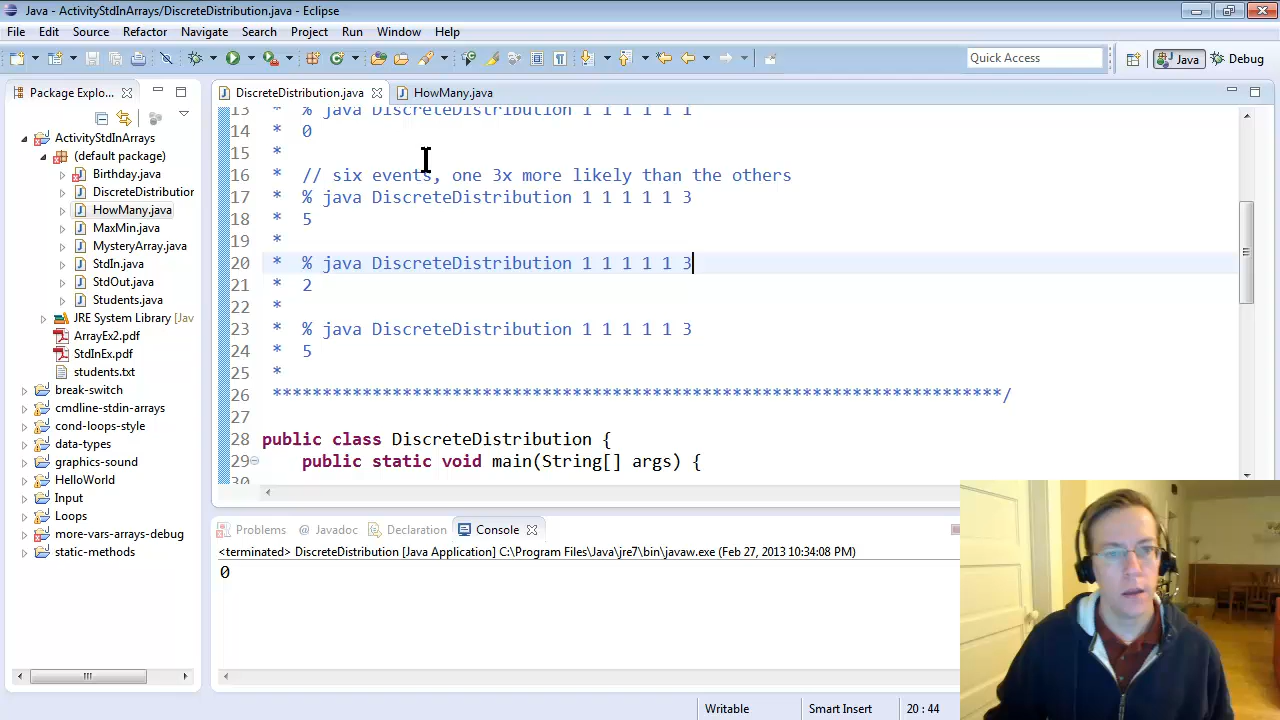 Java - ActivityStdInArrays/DiscreteDistribution.java - Eclipse
File Edit Source Refactor Navigate Search Project Run Window Help
Quick Access Java Debug
Package Explo...
ActivityStdInArrays
(default package)
Birthday.java
DiscreteDistribution
HowMany.java
MaxMin.java
MysteryArray.java
StdIn.java
StdOut.java
Students.java
JRE System Library [Jav
ArrayEx2.pdf
StdInEx.pdf
students.txt
break-switch
cmdline-stdin-arrays
cond-loops-style
data-types
graphics-sound
HelloWorld
Input
Loops
more-vars-arrays-debug
static-methods
DiscreteDistribution.java HowMany.java
13 * % java DiscreteDistribution 1 1 1 1 1 1
14 * 0
15 *
16 * // six events, one 3x more likely than the others
17 * % java DiscreteDistribution 1 1 1 1 1 3
18 * 5
19 *
20 * % java DiscreteDistribution 1 1 1 1 1 3
21 * 2
22 *
23 * % java DiscreteDistribution 1 1 1 1 1 3
24 * 5
25 *
26 *************************************************************************/
27
28 public class DiscreteDistribution {
29 public static void main(String[] args) {
30
Problems @ Javadoc Declaration Console
<terminated> DiscreteDistribution [Java Application] C:\Program Files\Java\jre7\bin\javaw.exe (Feb 27, 2013 10:34:08 PM)
0
Writable Smart Insert 20 : 44